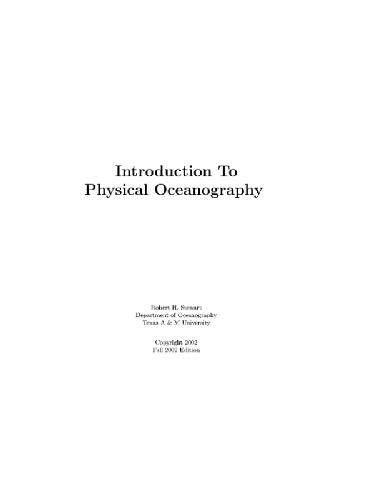 Introduction To
Physical Oceanography
Robert H. Stewart
Department of Oceanography
Texas A & M University
Copyright 2002
Fall 2002 Edition